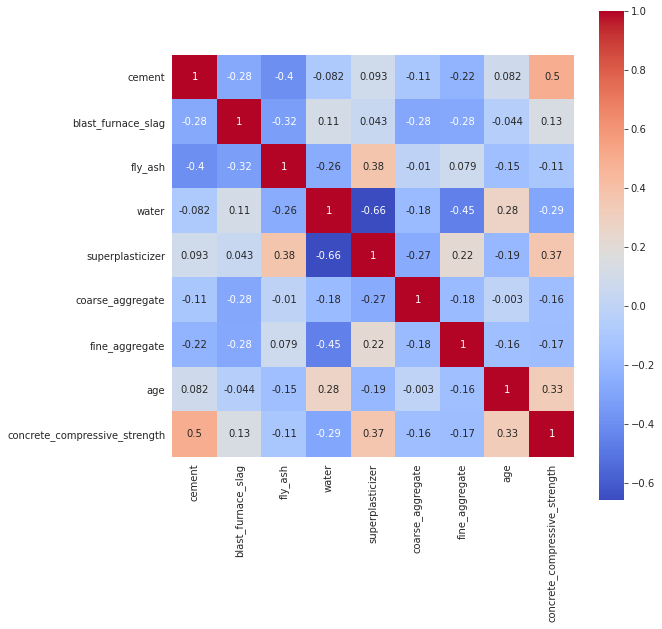 cement 1 -0.28 -0.4 -0.082 0.093 -0.11 -0.22 0.082 0.5
blast_furnace_slag -0.28 1 -0.32 0.11 0.043 -0.28 -0.28 -0.044 0.13
fly_ash -0.4 -0.32 1 -0.26 0.38 -0.01 0.079 -0.15 -0.11
water -0.082 0.11 -0.26 1 -0.66 -0.18 -0.45 0.28 -0.29
superplasticizer 0.093 0.043 0.38 -0.66 1 -0.27 0.22 -0.19 0.37
coarse_aggregate -0.11 -0.28 -0.01 -0.18 -0.27 1 -0.18 -0.003 -0.16
fine_aggregate -0.22 -0.28 0.079 -0.45 0.22 -0.18 1 -0.16 -0.17
age 0.082 -0.044 -0.15 0.28 -0.19 -0.003 -0.16 1 0.33
concrete_compressive_strength 0.5 0.13 -0.11 -0.29 0.37 -0.16 -0.17 0.33 1
cement
blast_furnace_slag
fly_ash
water
superplasticizer
coarse_aggregate
fine_aggregate
age
concrete_compressive_strength
1.0
0.8
0.6
0.4
0.2
0.0
−0.2
−0.4
−0.6